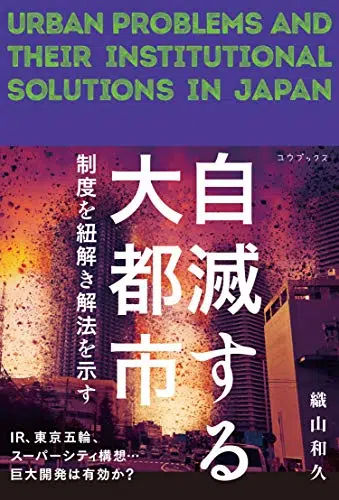 URBAN PROBLEMS AND
THEIR INSTITUTIONAL
SOLUTIONS IN JAPAN
ユウブックス
自滅する
大都市
制度を紐解き解法を示す
織山和久
IR、東京五輪、
スーパーシティ構想…
巨大開発は有効か?